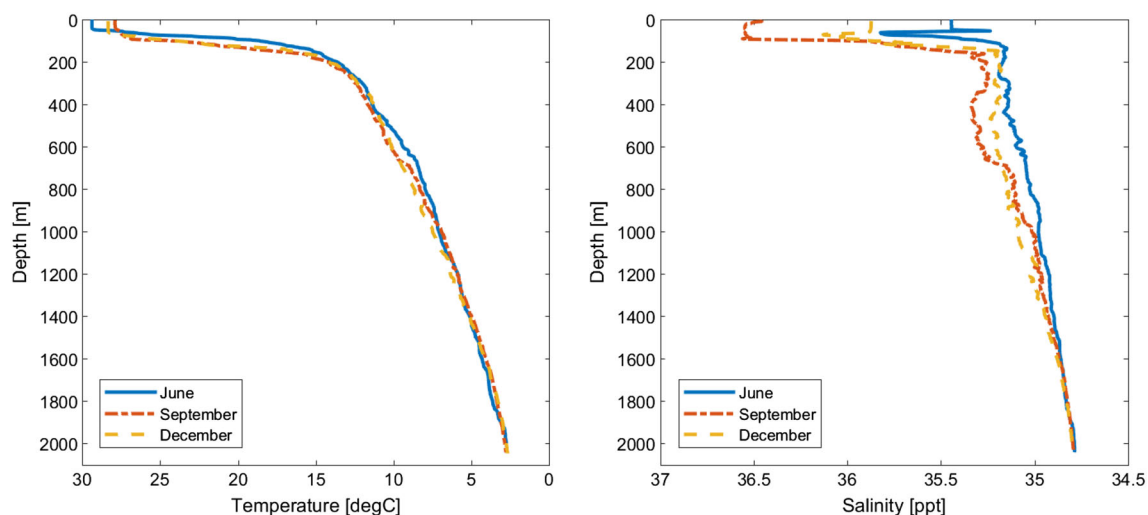 0
200
400
600
800
1000
1200
1400
1600
1800
2000
Depth [m]
June
September
December
30 25 20 15 10 5 0
Temperature [degC]
0
200
400
600
800
1000
1200
1400
1600
1800
2000
Depth [m]
June
September
December
37 36.5 36 35.5 35 34.5
Salinity [ppt]